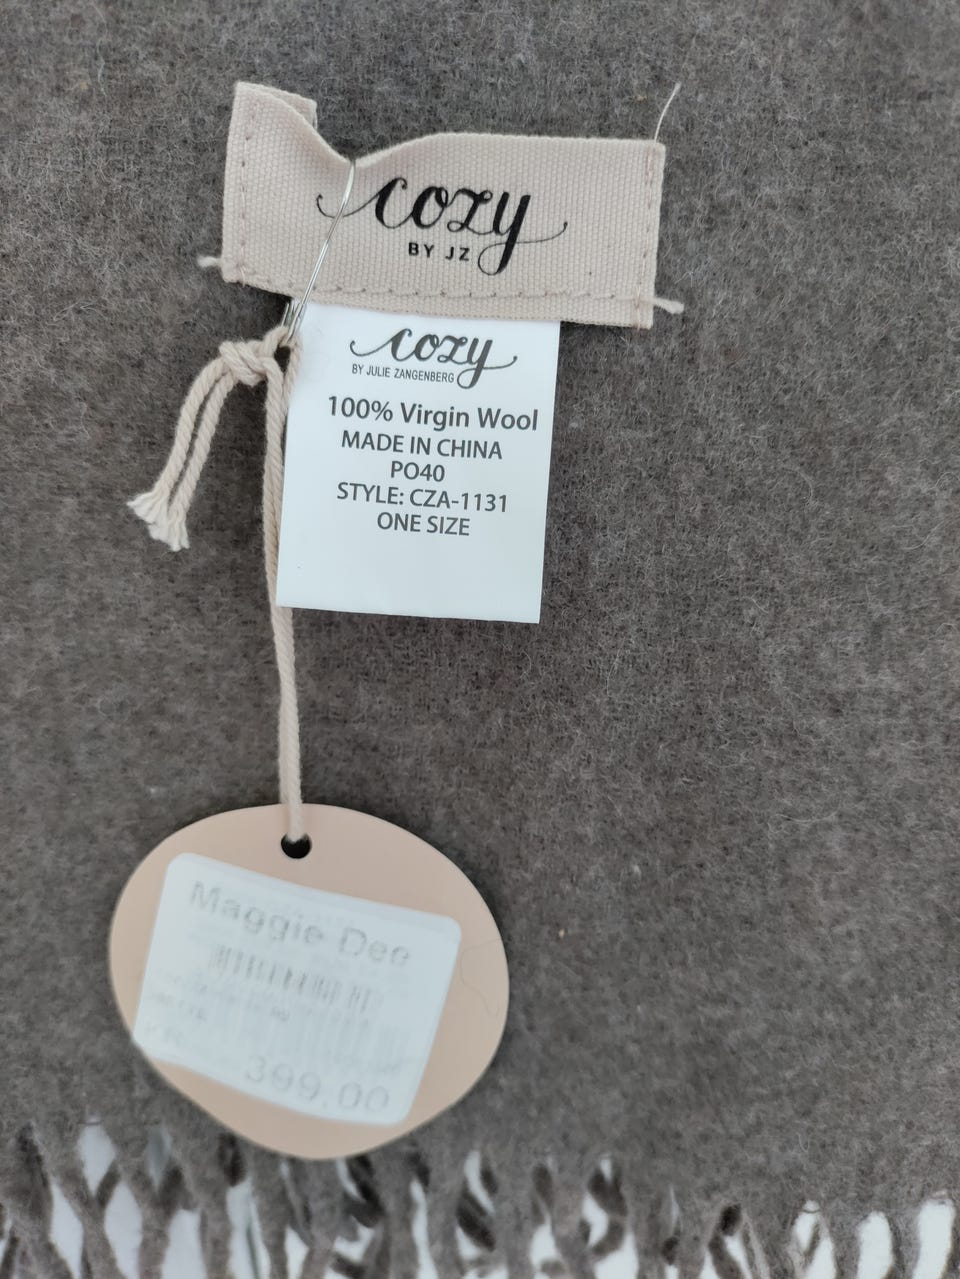 cozy
BY JZ
cozy
BY JULIE ZANGENBERG
100% Virgin Wool
MADE IN CHINA
PO40
STYLE: CZA-1131
ONE SIZE
Maggie Dee
399,00